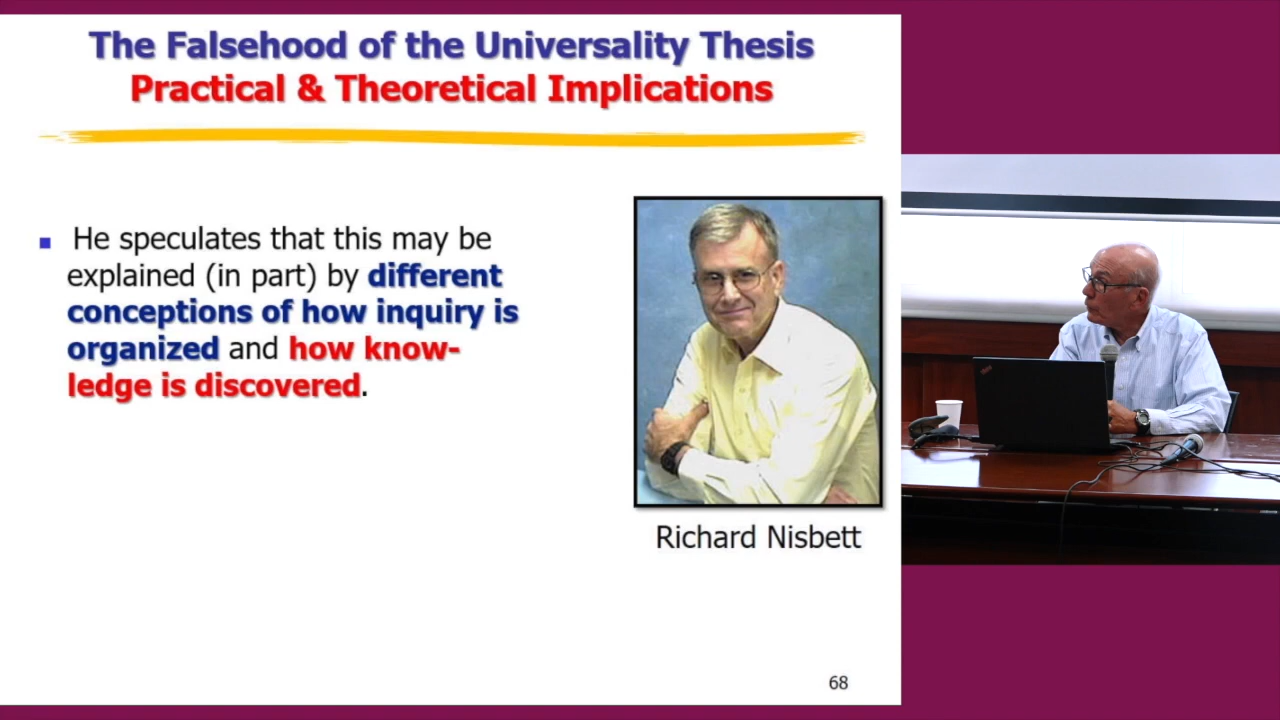 The Falsehood of the Universality Thesis
Practical & Theoretical Implications
■ He speculates that this may be
explained (in part) by different
conceptions of how inquiry is
organized and how know-
ledge is discovered.
Richard Nisbett
68